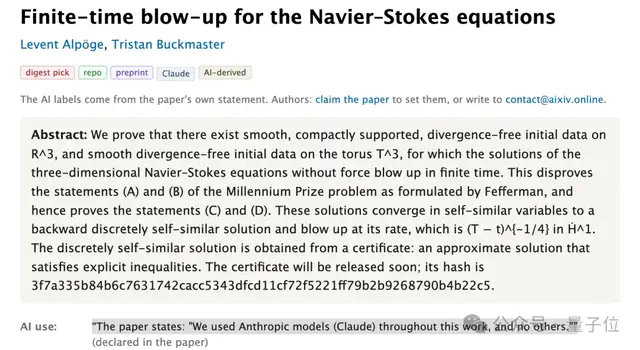 Finite-time blow-up for the Navier–Stokes equations
Levent Alpöge, Tristan Buckmaster
digest pick repo preprint Claude AI-derived
The AI labels come from the paper's own statement. Authors: claim the paper to set them, or write to contact@aixiv.online.
Abstract: We prove that there exist smooth, compactly supported, divergence-free initial data on
R^3, and smooth divergence-free initial data on the torus T^3, for which the solutions of the
three-dimensional Navier–Stokes equations without force blow up in finite time. This disproves
the statements (A) and (B) of the Millennium Prize problem as formulated by Fefferman, and
hence proves the statements (C) and (D). These solutions converge in self-similar variables to a
backward discretely self-similar solution and blow up at its rate, which is (T − t)^{-1/4} in Ḣ^1.
The discretely self-similar solution is obtained from a certificate: an approximate solution that
satisfies explicit inequalities. The certificate will be released soon; its hash is
3f7a335b84b6c7631742cacc5343dfcd11cf72f5221ff79b2b9268790b4b22c5.
AI use: "The paper states: "We used Anthropic models (Claude) throughout this work, and no others.""
(declared in the paper)
公众号 · 量子位